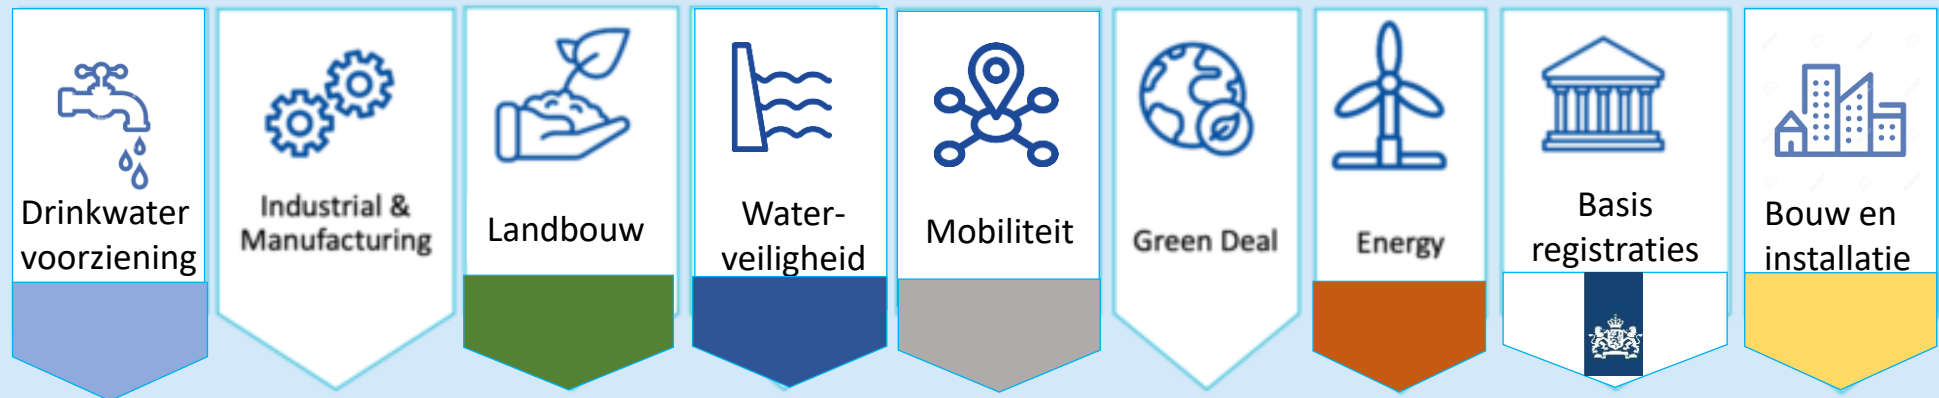 Drinkwater
voorziening
Industrial &
Manufacturing
Landbouw
Water-
veiligheid
Mobiliteit
Green Deal
Energy
Basis
registraties
Bouw en
installatie